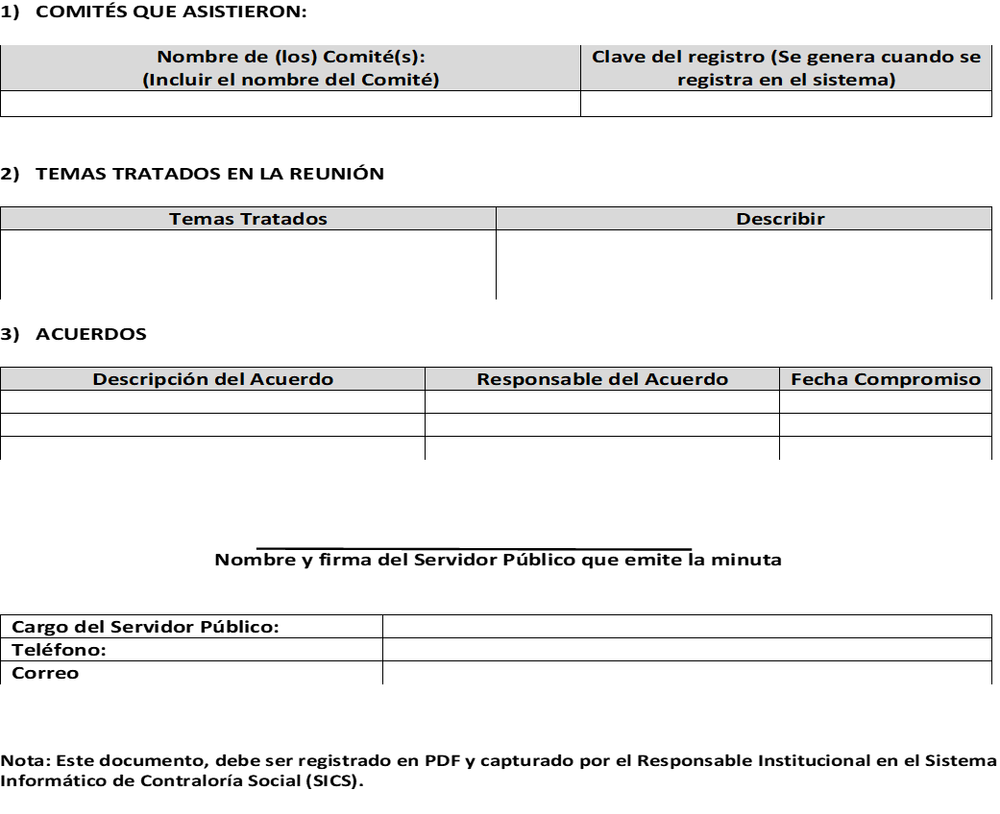 1) COMITÉS QUE ASISTIERON:
Nombre de (los) Comité(s):
(Incluir el nombre del Comité)
Clave del registro (Se genera cuando se
registra en el sistema)
2) TEMAS TRATADOS EN LA REUNIÓN
Temas Tratados
Describir
3) ACUERDOS
Descripción del Acuerdo
Responsable del Acuerdo
Fecha Compromiso
Nombre y firma del Servidor Público que emite la minuta
Cargo del Servidor Público:
Teléfono:
Correo
Nota: Este documento, debe ser registrado en PDF y capturado por el Responsable Institucional en el Sistema
Informático de Contraloría Social (SICS).